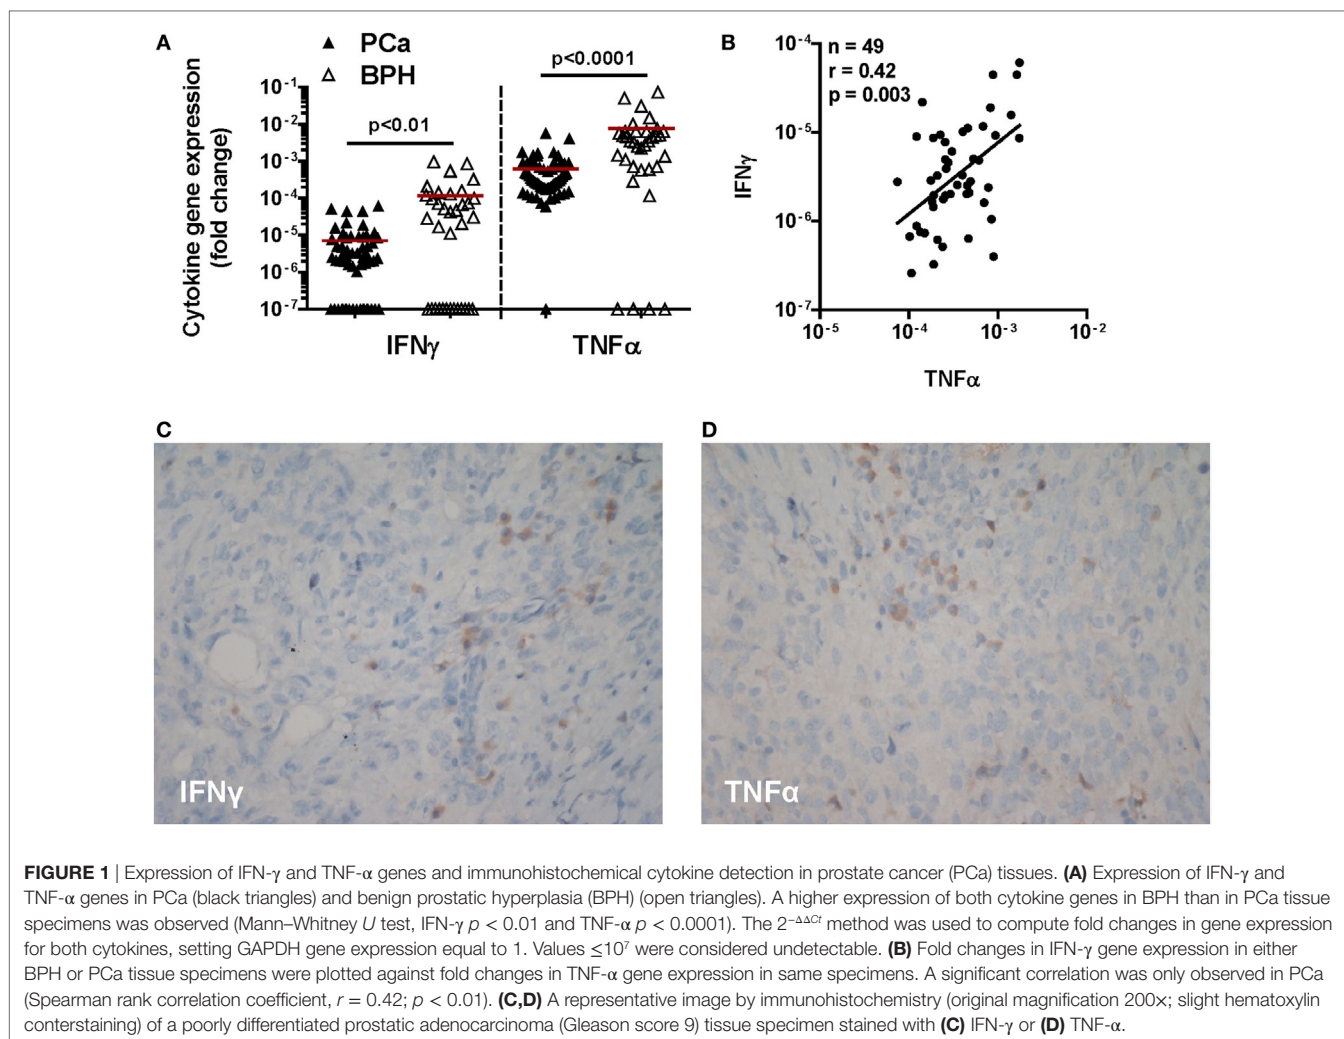 A
PCa
BPH
Cytokine gene expression
(fold change)
10-1
10-2
10-3
10-4
10-5
10-6
10-7
p<0.01
p<0.0001
IFNγ
TNFα
B
n = 49
r = 0.42
p = 0.003
IFNγ
10-4
10-5
10-6
10-7
10-5
10-4
10-3
10-2
TNFα
C
D
IFNγ
TNFα
FIGURE 1 | Expression of IFN-γ and TNF-α genes and immunohistochemical cytokine detection in prostate cancer (PCa) tissues. (A) Expression of IFN-γ and
TNF-α genes in PCa (black triangles) and benign prostatic hyperplasia (BPH) (open triangles). A higher expression of both cytokine genes in BPH than in PCa tissue
specimens was observed (Mann–Whitney U test, IFN-γ p < 0.01 and TNF-α p < 0.0001). The 2−ΔΔCt method was used to compute fold changes in gene expression
for both cytokines, setting GAPDH gene expression equal to 1. Values ≤10⁷ were considered undetectable. (B) Fold changes in IFN-γ gene expression in either
BPH or PCa tissue specimens were plotted against fold changes in TNF-α gene expression in same specimens. A significant correlation was only observed in PCa
(Spearman rank correlation coefficient, r = 0.42; p < 0.01). (C,D) A representative image by immunohistochemistry (original magnification 200×; slight hematoxylin
conterstaining) of a poorly differentiated prostatic adenocarcinoma (Gleason score 9) tissue specimen stained with (C) IFN-γ or (D) TNF-α.